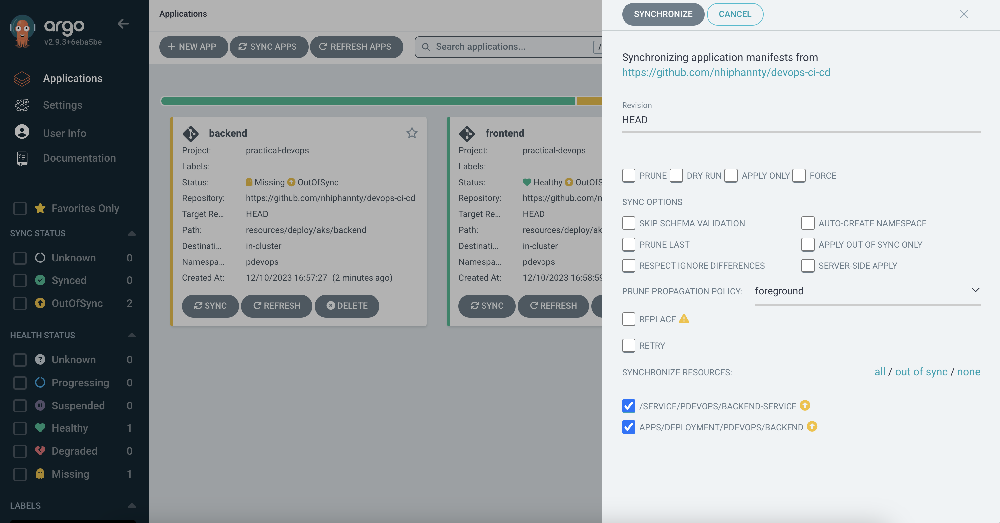 argo
v2.9.3+6eba5be
Applications
Settings
User Info
Documentation
Favorites Only
SYNC STATUS
Unknown 0
Synced 0
OutOfSync 2
HEALTH STATUS
Unknown 0
Progressing 0
Suspended 0
Healthy 1
Degraded 0
Missing 1
LABELS
Applications
NEW APP SYNC APPS REFRESH APPS Search applications... /
backend
Project: practical-devops
Labels:
Status: Missing OutOfSync
Repository: https://github.com/nhiphannty/devops-ci-cd
Target Re... HEAD
Path: resources/deploy/aks/backend
Destinati... in-cluster
Namespa... pdevops
Created At: 12/10/2023 16:57:27 (2 minutes ago)
SYNC REFRESH DELETE
frontend
Project: practical-devops
Labels:
Status: Healthy OutOfS
Repository: https://github.com/n
Target Re... HEAD
Path: resources/deploy/ak
Destinati... in-cluster
Namespa... pdevops
Created At: 12/10/2023 16:58:59
SYNC REFRESH
SYNCHRONIZE CANCEL
Synchronizing application manifests from
https://github.com/nhiphannty/devops-ci-cd
Revision
HEAD
PRUNE DRY RUN APPLY ONLY FORCE
SYNC OPTIONS
SKIP SCHEMA VALIDATION AUTO-CREATE NAMESPACE
PRUNE LAST APPLY OUT OF SYNC ONLY
RESPECT IGNORE DIFFERENCES SERVER-SIDE APPLY
PRUNE PROPAGATION POLICY: foreground
REPLACE
RETRY
SYNCHRONIZE RESOURCES: all / out of sync / none
/SERVICE/PDEVOPS/BACKEND-SERVICE
APPS/DEPLOYMENT/PDEVOPS/BACKEND